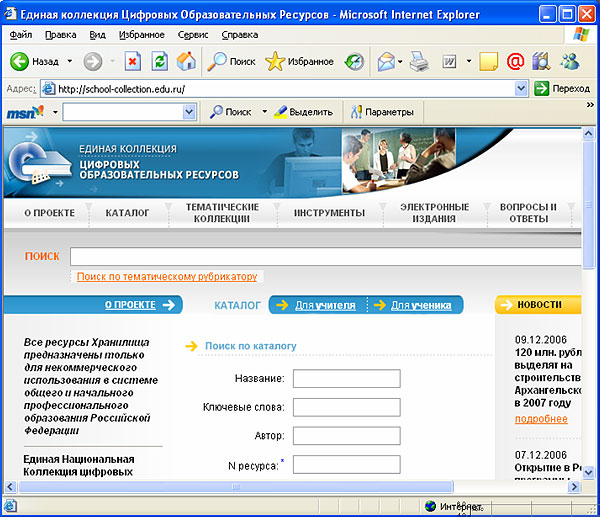 Единая коллекция Цифровых Образовательных Ресурсов - Microsoft Internet Explorer
Файл Правка Вид Избранное Сервис Справка
Назад Поиск Избранное
Адрес: http://school-collection.edu.ru/ Переход
msn Поиск Выделить Параметры
ЕДИНАЯ КОЛЛЕКЦИЯ
ЦИФРОВЫХ
ОБРАЗОВАТЕЛЬНЫХ РЕСУРСОВ
О ПРОЕКТЕ
КАТАЛОГ
ТЕМАТИЧЕСКИЕ
КОЛЛЕКЦИИ
ИНСТРУМЕНТЫ
ЭЛЕКТРОННЫЕ
ИЗДАНИЯ
ВОПРОСЫ И
ОТВЕТЫ
ПОИСК
Поиск по тематическому рубрикатору
О ПРОЕКТЕ
Все ресурсы Хранилища
предназначены только
для некоммерческого
использования в системе
общего и начального
профессионального
образования Российской
Федерации
Единая Национальная
Коллекция цифровых
КАТАЛОГ Для учителя Для ученика
Поиск по каталогу
Название:
Ключевые слова:
Автор:
N ресурса: *
НОВОСТИ
09.12.2006
120 млн. рубл
выделят на
строительств
Архангельско
в 2007 году
подробнее
07.12.2006
Открытие в Р
Интернет